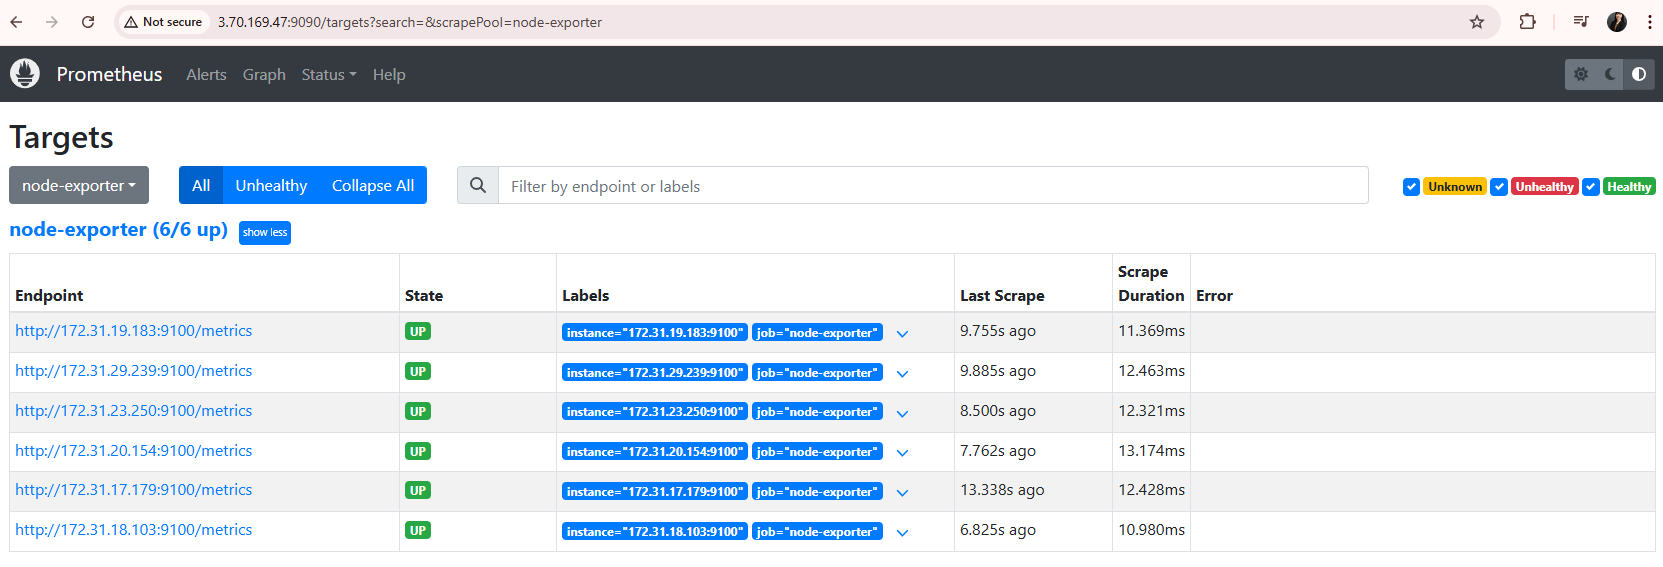 Not secure 3.70.169.47:9090/targets?search=&scrapePool=node-exporter
Prometheus Alerts Graph Status Help
Targets
node-exporter All Unhealthy Collapse All Filter by endpoint or labels Unknown Unhealthy Healthy
node-exporter (6/6 up) show less
Endpoint State Labels Last Scrape Scrape Duration Error
http://172.31.19.183:9100/metrics UP instance="172.31.19.183:9100" job="node-exporter" 9.755s ago 11.369ms
http://172.31.29.239:9100/metrics UP instance="172.31.29.239:9100" job="node-exporter" 9.885s ago 12.463ms
http://172.31.23.250:9100/metrics UP instance="172.31.23.250:9100" job="node-exporter" 8.500s ago 12.321ms
http://172.31.20.154:9100/metrics UP instance="172.31.20.154:9100" job="node-exporter" 7.762s ago 13.174ms
http://172.31.17.179:9100/metrics UP instance="172.31.17.179:9100" job="node-exporter" 13.338s ago 12.428ms
http://172.31.18.103:9100/metrics UP instance="172.31.18.103:9100" job="node-exporter" 6.825s ago 10.980ms